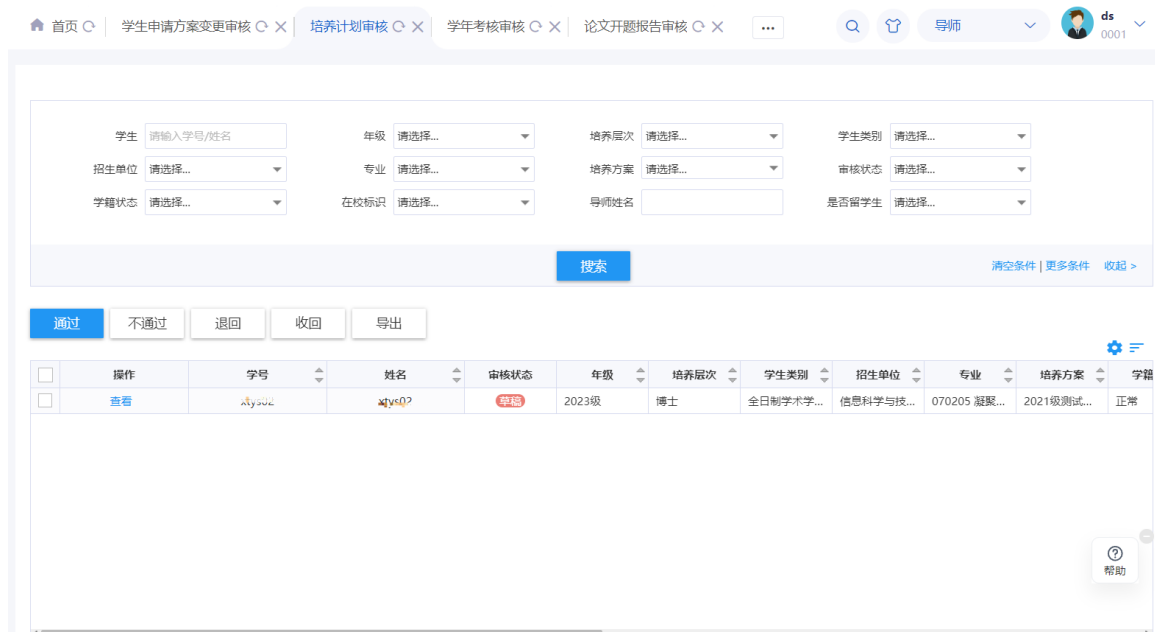 首页 学生申请方案变更审核 培养计划审核 学年考核审核 论文开题报告审核 ... 导师 ds
0001
学生 请输入学号/姓名 年级 请选择... 培养层次 请选择... 学生类别 请选择...
招生单位 请选择... 专业 请选择... 培养方案 请选择... 审核状态 请选择...
学籍状态 请选择... 在校标识 请选择... 导师姓名 是否留学生 请选择...
搜索 清空条件 | 更多条件 收起 >
通过 不通过 退回 收回 导出
操作 学号 姓名 审核状态 年级 培养层次 学生类别 招生单位 专业 培养方案 学籍
查看 草稿 2023级 博士 全日制学术学... 信息科学与技... 070205 凝聚... 2021级测试... 正常
帮助